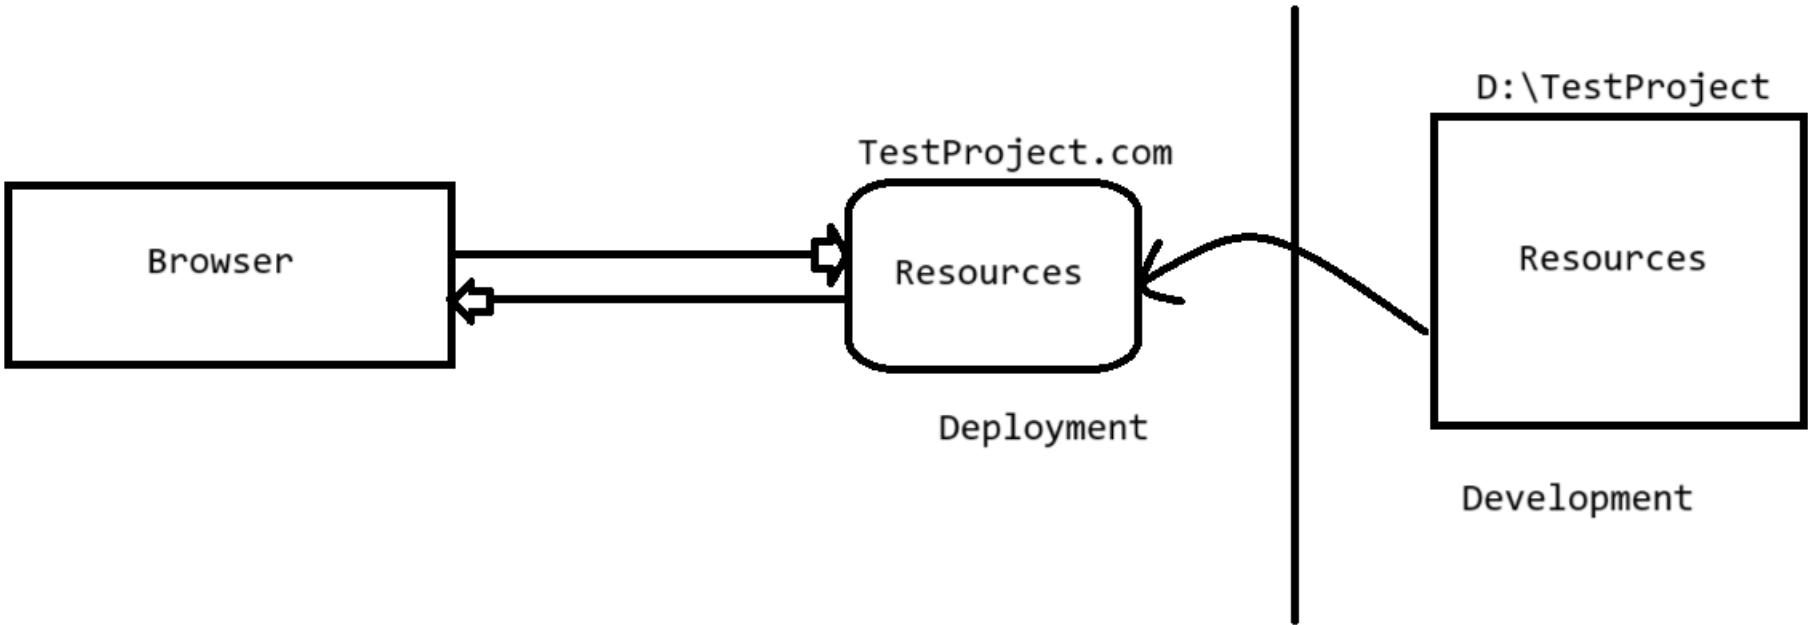 D:\TestProject
TestProject.com
Browser
Resources
Resources
Deployment
Development